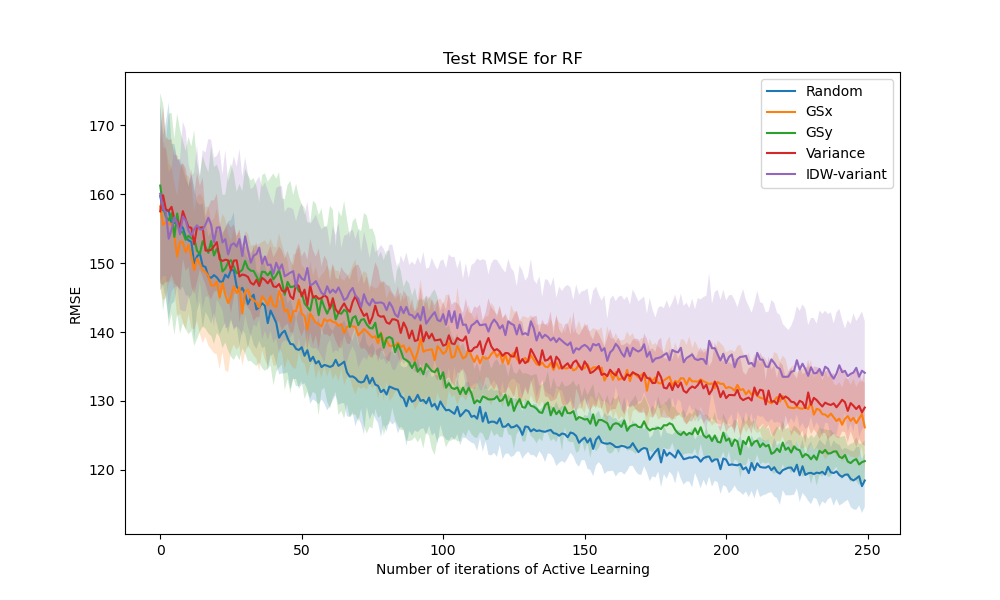 Test RMSE for RF
RMSE
170
160
150
140
130
120
0 50 100 150 200 250
Number of iterations of Active Learning
Random
GSx
GSy
Variance
IDW-variant